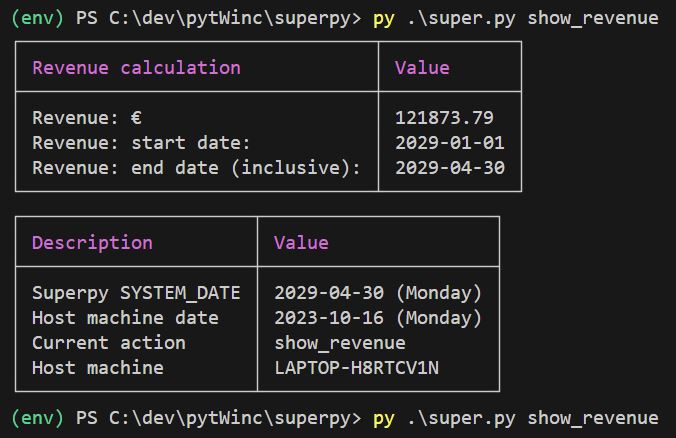 (env) PS C:\dev\pytWinc\superpy> py .\super.py show_revenue
Revenue calculation Value
Revenue: € 121873.79
Revenue: start date: 2029-01-01
Revenue: end date (inclusive): 2029-04-30
Description Value
Superpy SYSTEM_DATE 2029-04-30 (Monday)
Host machine date 2023-10-16 (Monday)
Current action show_revenue
Host machine LAPTOP-H8RTCV1N
(env) PS C:\dev\pytWinc\superpy> py .\super.py show_revenue